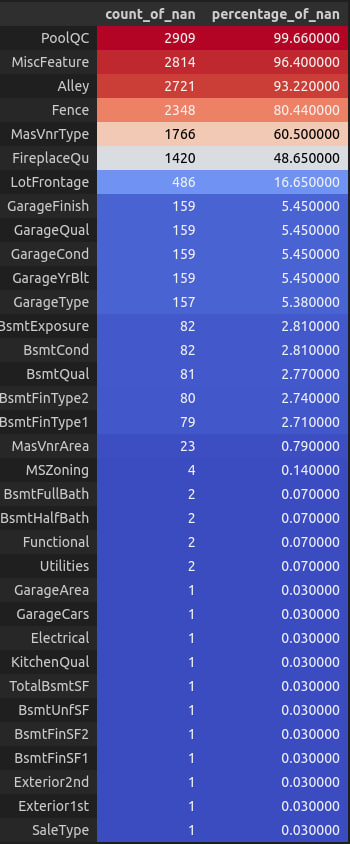 count_of_nan percentage_of_nan
PoolQC 2909 99.660000
MiscFeature 2814 96.400000
Alley 2721 93.220000
Fence 2348 80.440000
MasVnrType 1766 60.500000
FireplaceQu 1420 48.650000
LotFrontage 486 16.650000
GarageFinish 159 5.450000
GarageQual 159 5.450000
GarageCond 159 5.450000
GarageYrBlt 159 5.450000
GarageType 157 5.380000
BsmtExposure 82 2.810000
BsmtCond 82 2.810000
BsmtQual 81 2.770000
BsmtFinType2 80 2.740000
BsmtFinType1 79 2.710000
MasVnrArea 23 0.790000
MSZoning 4 0.140000
BsmtFullBath 2 0.070000
BsmtHalfBath 2 0.070000
Functional 2 0.070000
Utilities 2 0.070000
GarageArea 1 0.030000
GarageCars 1 0.030000
Electrical 1 0.030000
KitchenQual 1 0.030000
TotalBsmtSF 1 0.030000
BsmtUnfSF 1 0.030000
BsmtFinSF2 1 0.030000
BsmtFinSF1 1 0.030000
Exterior2nd 1 0.030000
Exterior1st 1 0.030000
SaleType 1 0.030000